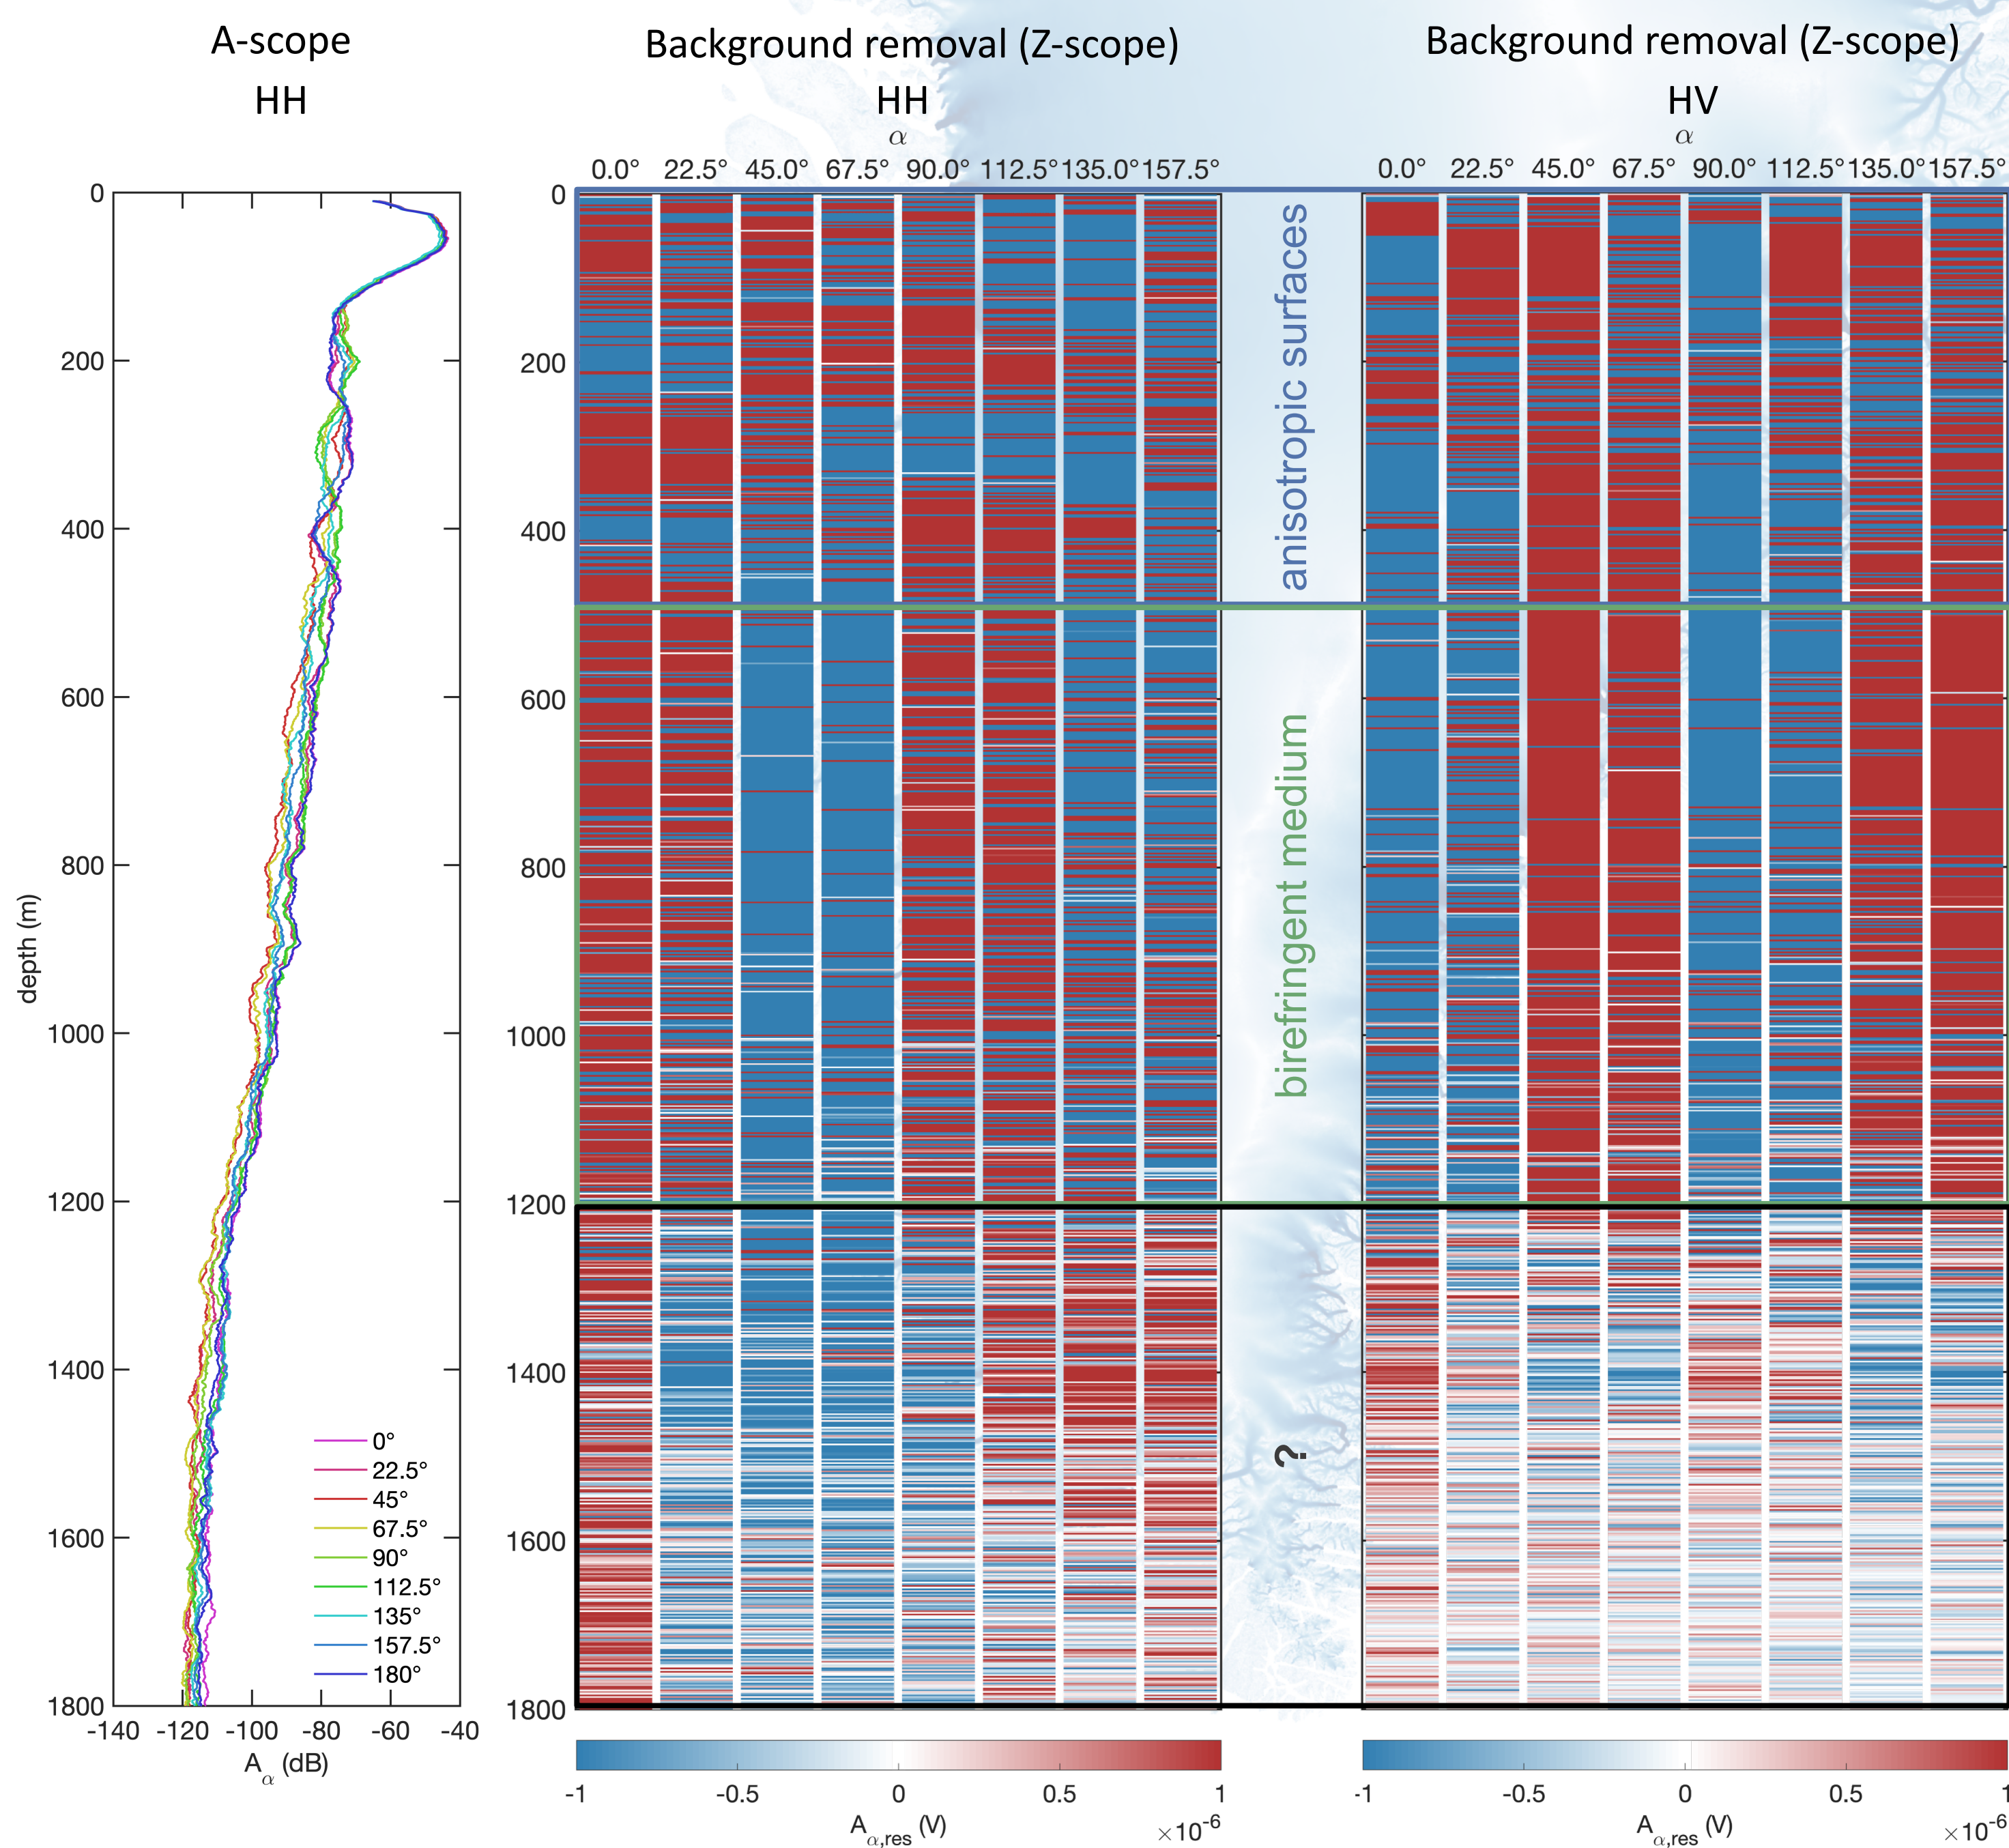 A-scope
HH
Background removal (Z-scope)
HH
α
0.0° 22.5° 45.0° 67.5° 90.0° 112.5° 135.0° 157.5°
Background removal (Z-scope)
HV
α
0.0° 22.5° 45.0° 67.5° 90.0° 112.5° 135.0° 157.5°
0
200
400
600
800
1000
1200
1400
1600
1800
depth (m)
-140 -120 -100 -80 -60 -40
A α (dB)
0°
22.5°
45°
67.5°
90°
112.5°
135°
157.5°
180°
0
200
400
600
800
1000
1200
1400
1600
1800
anisotropic surfaces
birefringent medium
?
-1 -0.5 0 0.5 1
A α,res (V)
×10-6
-1 -0.5 0 0.5 1
A α,res (V)
×10-6